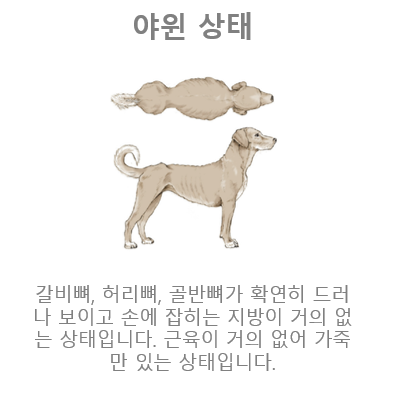 야윈 상태
갈비뼈, 허리뼈, 골반뼈가 확연히 드러
나 보이고 손에 잡히는 지방이 거의 없
는 상태입니다. 근육이 거의 없어 가죽
만 있는 상태입니다.